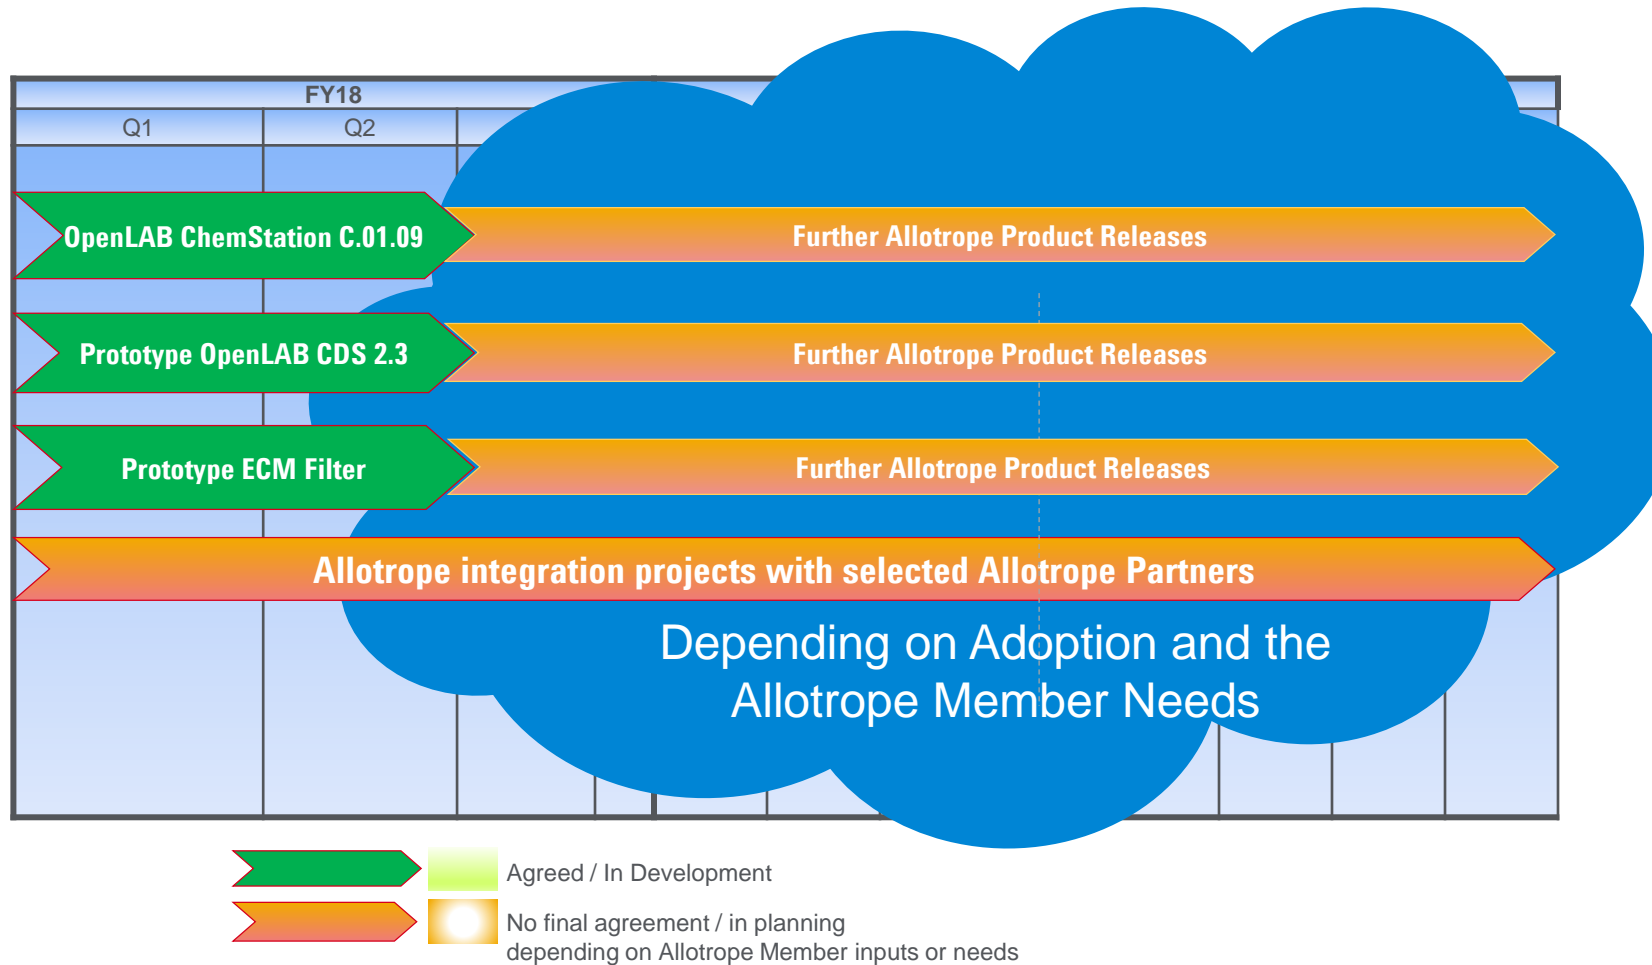 FY18
Q1
Q2
OpenLAB ChemStation C.01.09
Further Allotrope Product Releases
Prototype OpenLAB CDS 2.3
Further Allotrope Product Releases
Prototype ECM Filter
Further Allotrope Product Releases
Allotrope integration projects with selected Allotrope Partners
Depending on Adoption and the
Allotrope Member Needs
Agreed / In Development
No final agreement / in planning
depending on Allotrope Member inputs or needs